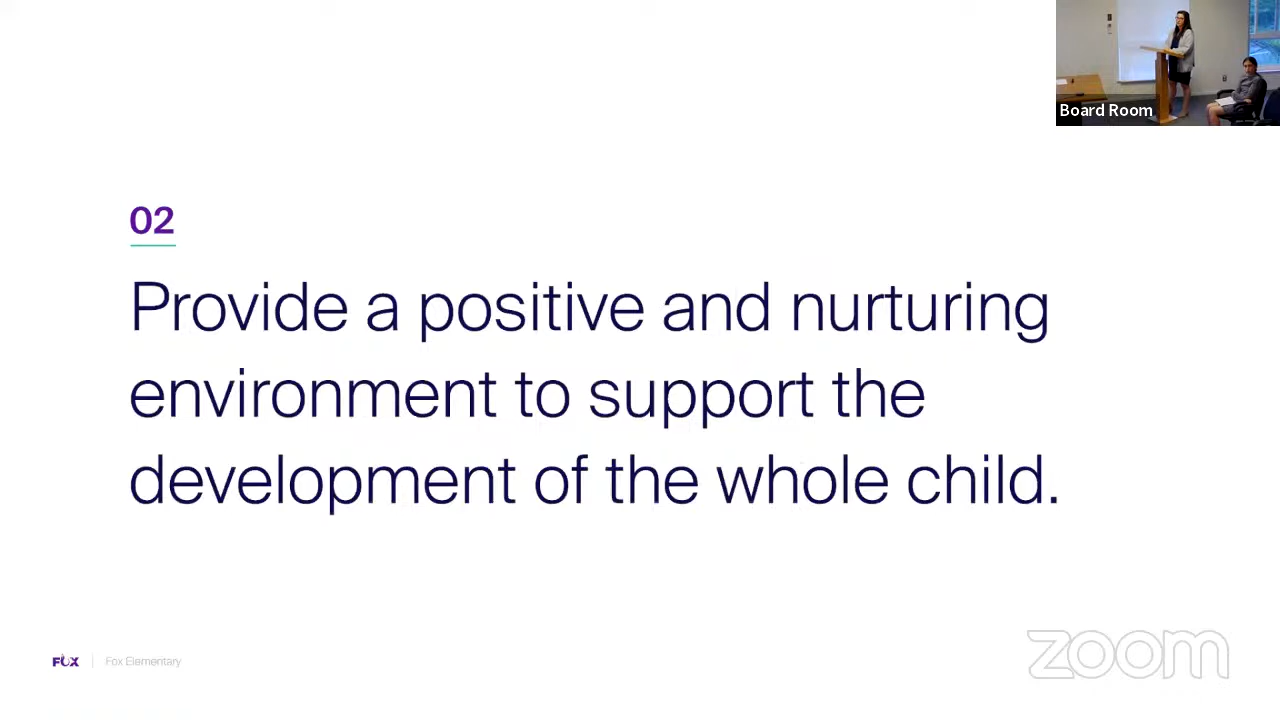 Board Room
02
Provide a positive and nurturing
environment to support the
development of the whole child.
FOX | Fox Elementary
zoom